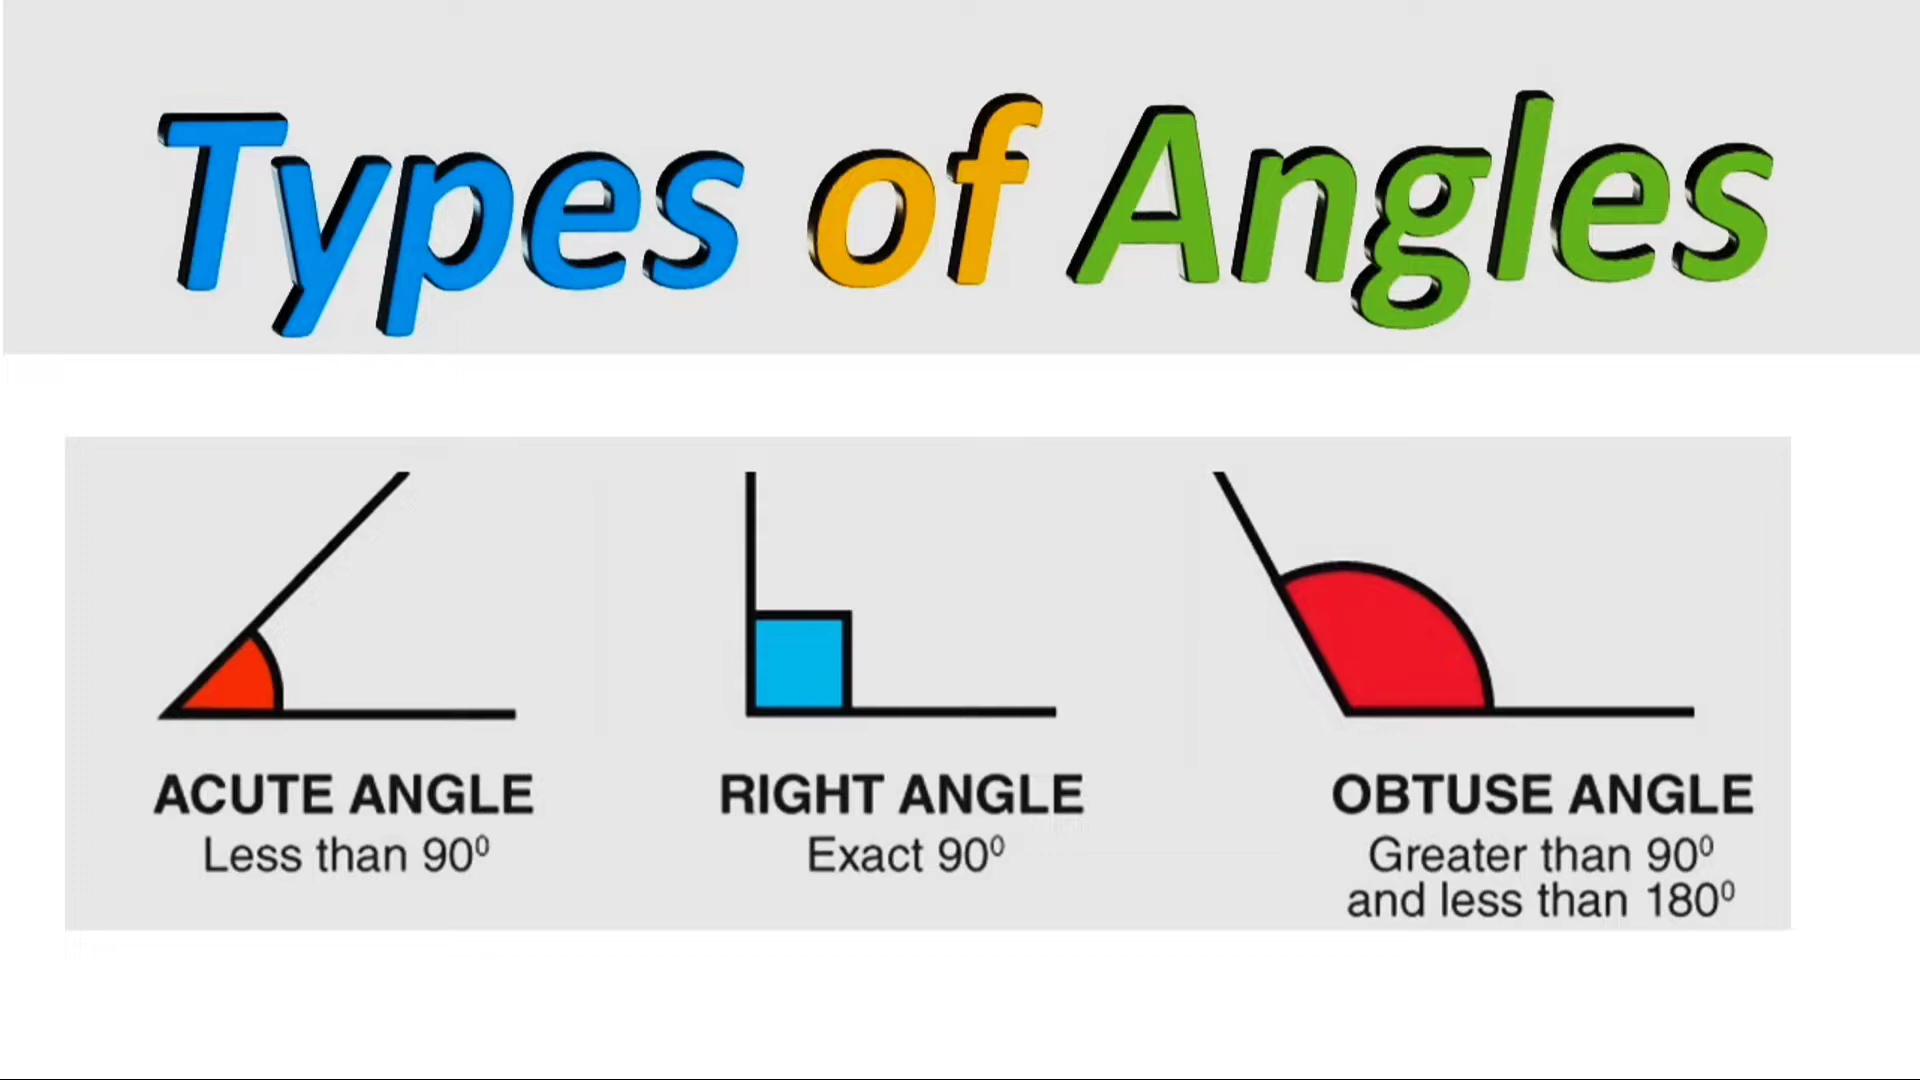 Types of Angles
ACUTE ANGLE
Less than 90⁰
RIGHT ANGLE
Exact 90⁰
OBTUSE ANGLE
Greater than 90⁰
and less than 180⁰